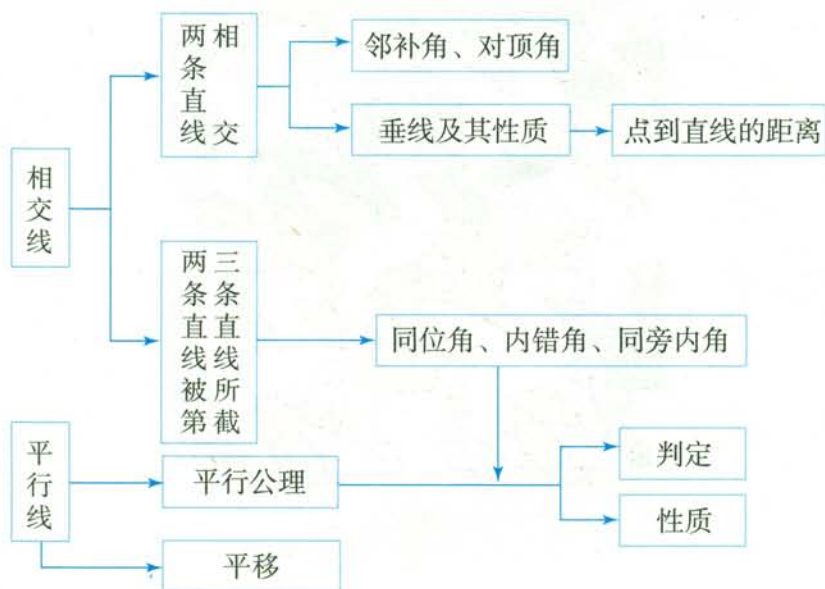 相交线
两条直线相交
邻补角、对顶角
垂线及其性质
点到直线的距离
两条直线被第三条直线所截
同位角、内错角、同旁内角
平行线
平行公理
判定
性质
平移